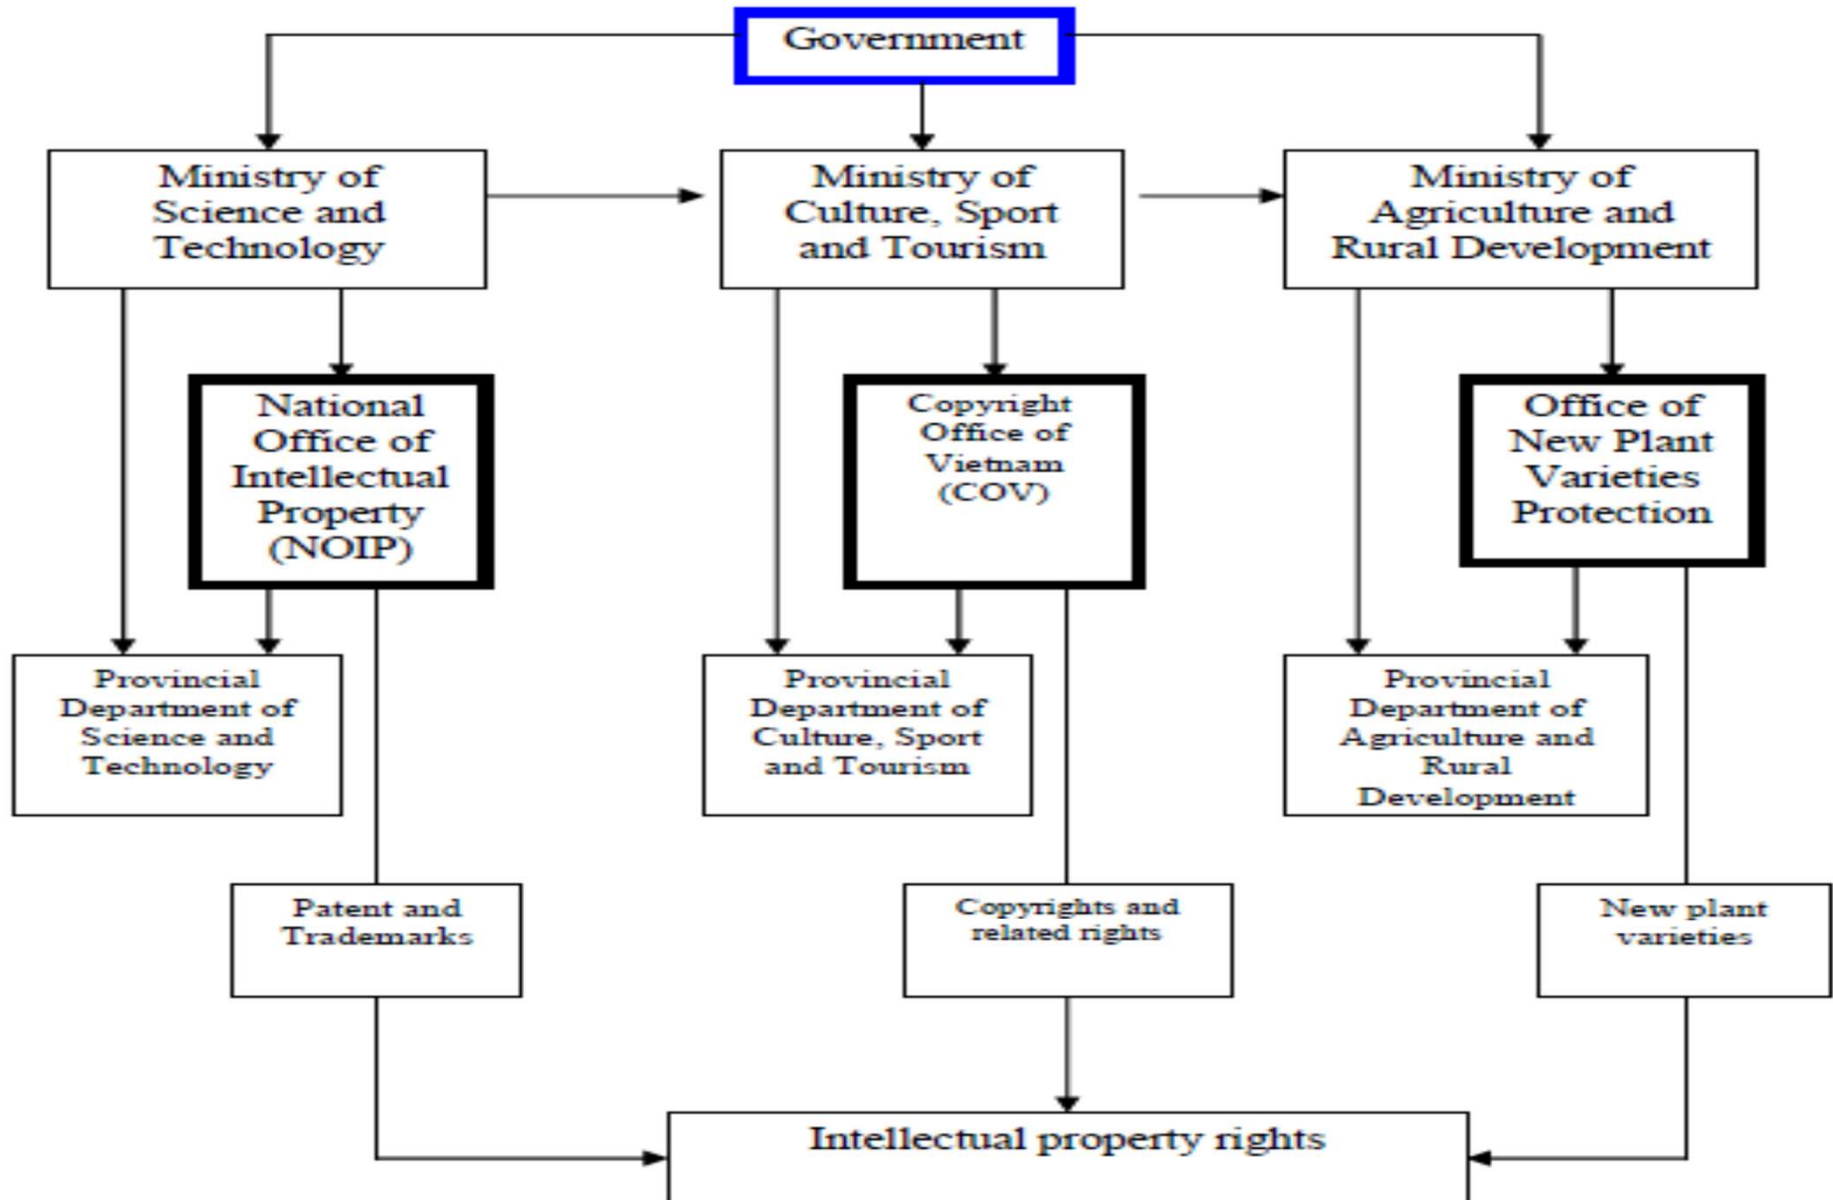 Government
Ministry of
Science and
Technology
Ministry of
Culture, Sport
and Tourism
Ministry of
Agriculture and
Rural Development
National
Office of
Intellectual
Property
(NOIP)
Copyright
Office of
Vietnam
(COV)
Office of
New Plant
Varieties
Protection
Provincial
Department of
Science and
Technology
Provincial
Department of
Culture, Sport
and Tourism
Provincial
Department of
Agriculture and
Rural
Development
Patent and
Trademarks
Copyrights and
related rights
New plant
varieties
Intellectual property rights